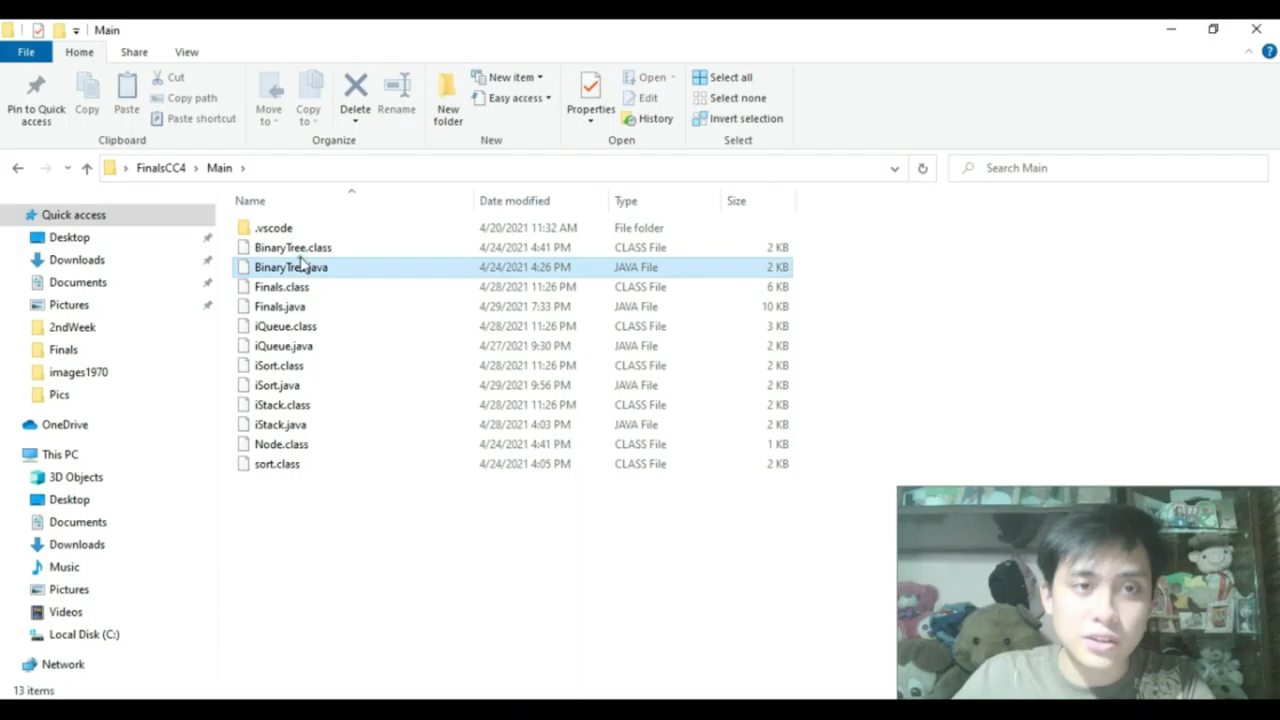 Main
File Home Share View
Pin to Quick access
Copy
Paste
Cut
Copy path
Paste shortcut
Clipboard
Move to
Copy to
Delete
Rename
Organize
New folder
New item
Easy access
New
Properties
Open
Edit
History
Open
Select all
Select none
Invert selection
Select
FinalsCC4 Main
Search Main
Name Date modified Type Size
.vscode 4/20/2021 11:32 AM File folder
BinaryTree.class 4/24/2021 4:41 PM CLASS File 2 KB
BinaryTree.java 4/24/2021 4:26 PM JAVA File 2 KB
Finals.class 4/28/2021 11:26 PM CLASS File 6 KB
Finals.java 4/29/2021 7:33 PM JAVA File 10 KB
iQueue.class 4/28/2021 11:26 PM CLASS File 3 KB
iQueue.java 4/27/2021 9:30 PM JAVA File 2 KB
iSort.class 4/28/2021 11:26 PM CLASS File 2 KB
iSort.java 4/29/2021 9:56 PM JAVA File 2 KB
iStack.class 4/28/2021 11:26 PM CLASS File 2 KB
iStack.java 4/28/2021 4:03 PM JAVA File 2 KB
Node.class 4/24/2021 4:41 PM CLASS File 1 KB
sort.class 4/24/2021 4:05 PM CLASS File 2 KB
Quick access
Desktop
Downloads
Documents
Pictures
2ndWeek
Finals
images1970
Pics
OneDrive
This PC
3D Objects
Desktop
Documents
Downloads
Music
Pictures
Videos
Local Disk (C:)
Network
13 items